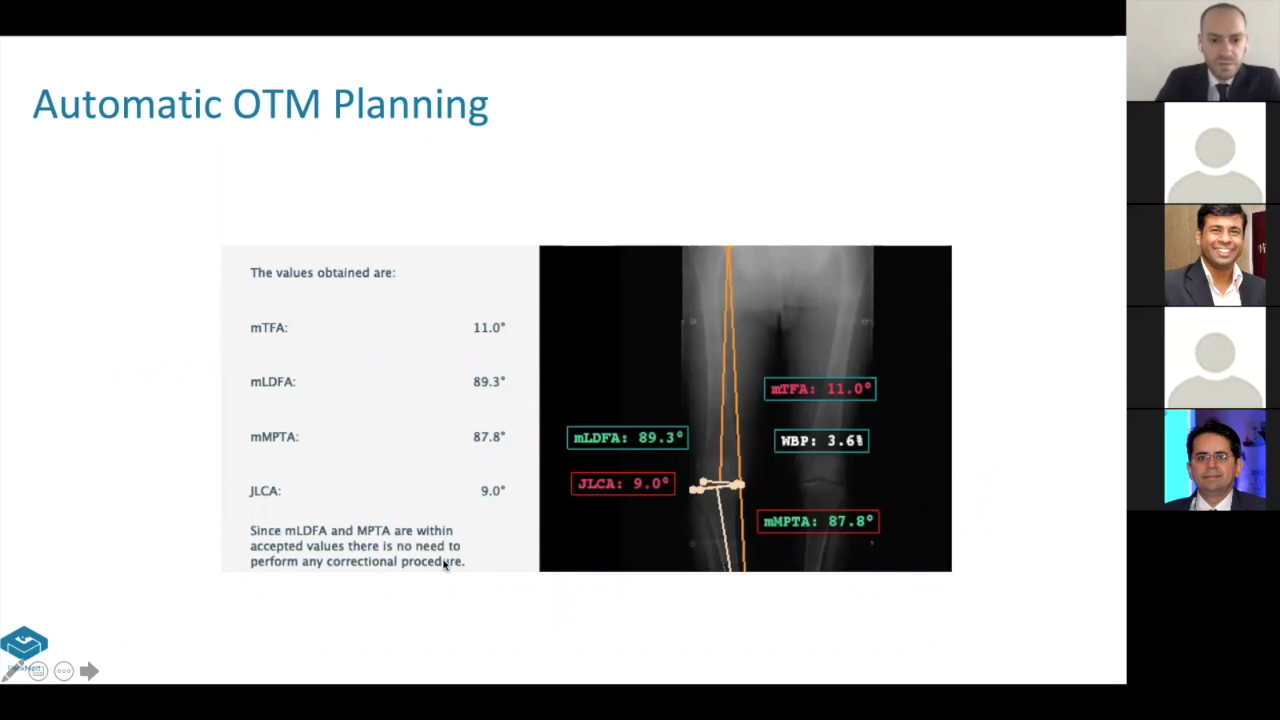 Automatic OTM Planning
The values obtained are:
mTFA: 11.0°
mLDFA: 89.3°
mMPTA: 87.8°
JLCA: 9.0°
Since mLDFA and MPTA are within
accepted values there is no need to
perform any correctional procedure.
mTFA: 11.0°
mLDFA: 89.3°
WBP: 3.6%
JLCA: 9.0°
mMPTA: 87.8°